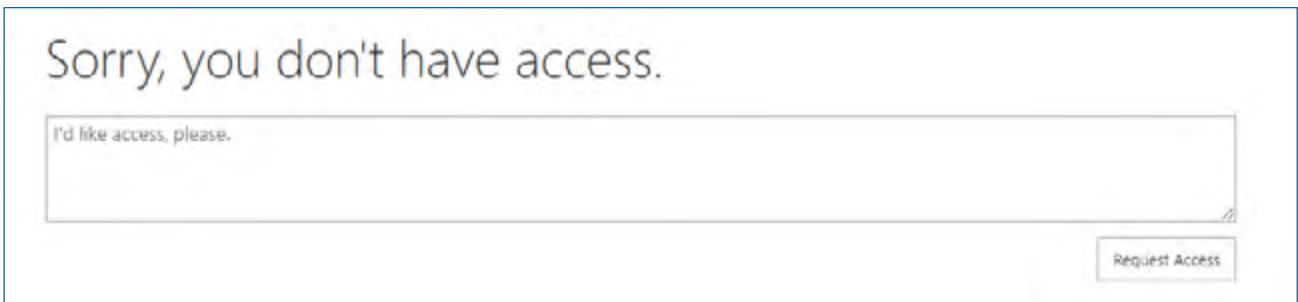 Sorry, you don't have access.
I'd like access, please.
Request Access